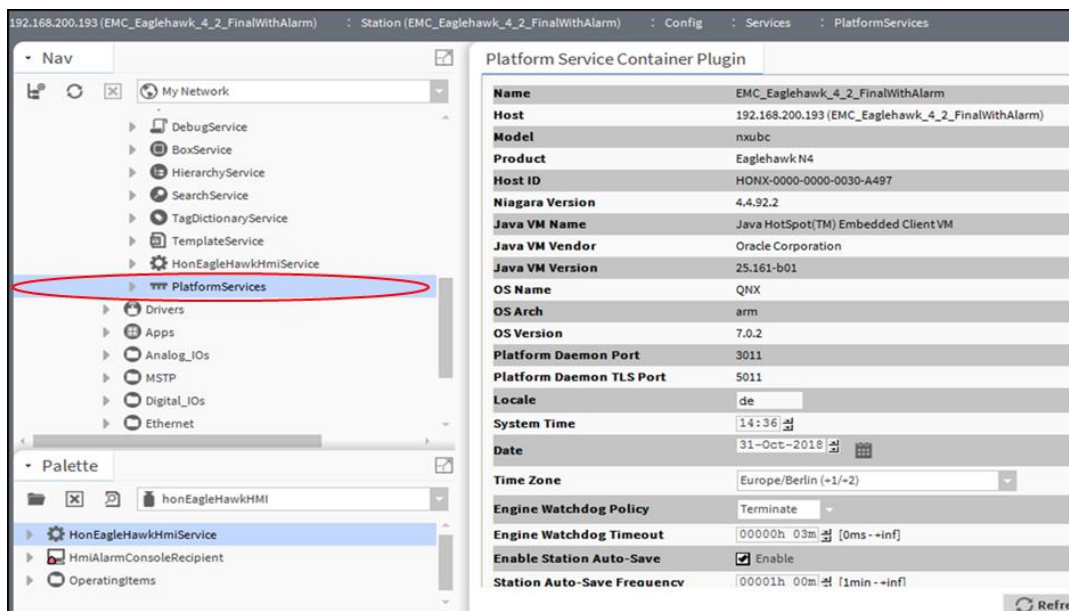 192.168.200.193 (EMC_Eaglehawk_4_2_FinalWithAlarm) : Station (EMC_Eaglehawk_4_2_FinalWithAlarm) : Config : Services : PlatformServices
Nav
My Network
DebugService
BoxService
HierarchyService
SearchService
TagDictionaryService
TemplateService
HonEagleHawkHmiService
PlatformServices
Drivers
Apps
Analog_IOs
MSTP
Digital_IOs
Ethernet
Palette
honEagleHawkHMI
HonEagleHawkHmiService
HmiAlarmConsoleRecipient
OperatingItems
Platform Service Container Plugin
Name EMC_Eaglehawk_4_2_FinalWithAlarm
Host 192.168.200.193 (EMC_Eaglehawk_4_2_FinalWithAlarm)
Model nxubc
Product Eaglehawk N4
Host ID HONX-0000-0000-0030-A497
Niagara Version 4.4.92.2
Java VM Name Java HotSpot(TM) Embedded Client VM
Java VM Vendor Oracle Corporation
Java VM Version 25.161-b01
OS Name QNX
OS Arch arm
OS Version 7.0.2
Platform Daemon Port 3011
Platform Daemon TLS Port 5011
Locale de
System Time 14:36
Date 31-Oct-2018
Time Zone Europe/Berlin (+1/+2)
Engine Watchdog Policy Terminate
Engine Watchdog Timeout 00000h 03m [0ms-+inf]
Enable Station Auto-Save Enable
Station Auto-Save Frequency 00001h 00m [1min-+inf]
Refre